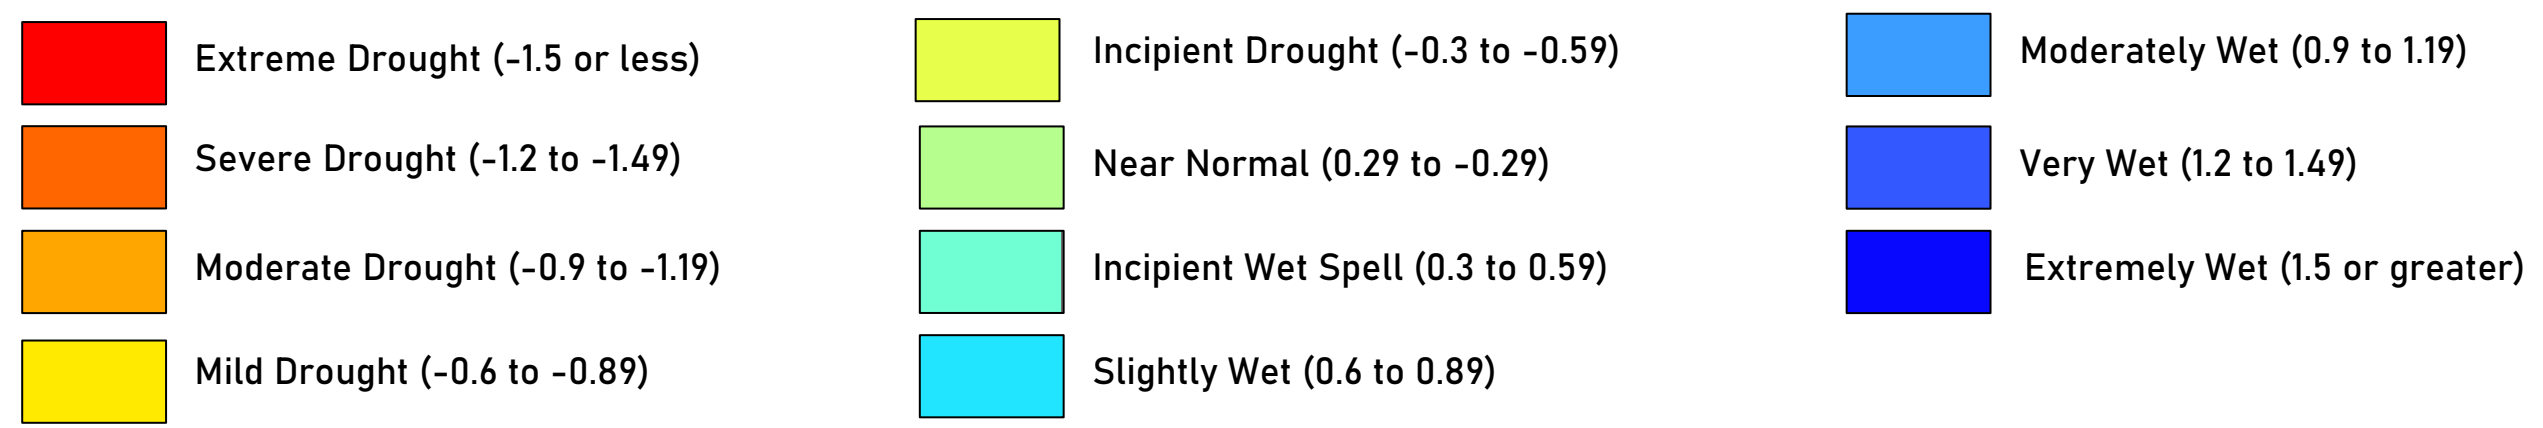 Extreme Drought (-1.5 or less)
Severe Drought (-1.2 to -1.49)
Moderate Drought (-0.9 to -1.19)
Mild Drought (-0.6 to -0.89)
Incipient Drought (-0.3 to -0.59)
Near Normal (0.29 to -0.29)
Incipient Wet Spell (0.3 to 0.59)
Slightly Wet (0.6 to 0.89)
Moderately Wet (0.9 to 1.19)
Very Wet (1.2 to 1.49)
Extremely Wet (1.5 or greater)